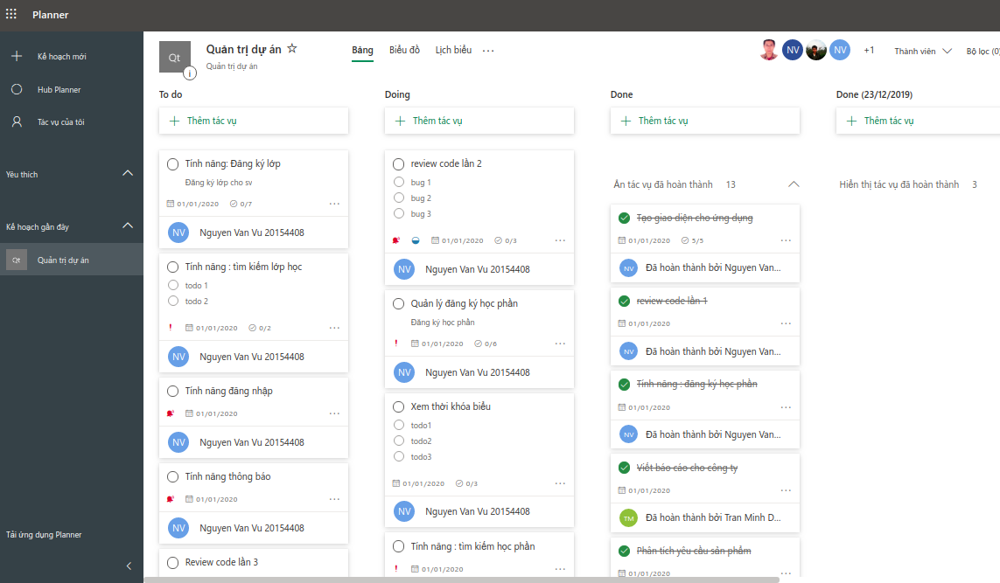 Planner
Kế hoạch mới
Hub Planner
Tác vụ của tôi
Yêu thích
Kế hoạch gần đây
Qt
Quản trị dự án
Tải ứng dụng Planner
Qt
Quản trị dự án
Quản trị dự án
Bảng
Biểu đồ
Lịch biểu
NV
NV
+1
Thành viên
Bộ lọc (0)
To do
Thêm tác vụ
Tính năng: Đăng ký lớp
Đăng ký lớp cho sv
01/01/2020 0/7
NV Nguyen Van Vu 20154408
Tính năng : tìm kiếm lớp học
todo 1
todo 2
01/01/2020 0/2
NV Nguyen Van Vu 20154408
Tính năng đăng nhập
01/01/2020
NV Nguyen Van Vu 20154408
Tính năng thông báo
01/01/2020
NV Nguyen Van Vu 20154408
Review code lần 3
Doing
Thêm tác vụ
review code lần 2
bug 1
bug 2
bug 3
01/01/2020 0/3
NV Nguyen Van Vu 20154408
Quản lý đăng ký học phần
Đăng ký học phần
01/01/2020 0/6
NV Nguyen Van Vu 20154408
Xem thời khóa biểu
todo1
todo2
todo3
01/01/2020 0/3
NV Nguyen Van Vu 20154408
Tính năng : tìm kiếm học phần
01/01/2020
Done
Thêm tác vụ
Ẩn tác vụ đã hoàn thành 13
Tạo giao diện cho ứng dụng
01/01/2020 5/5
NV Đã hoàn thành bởi Nguyen Van...
review code lần 1
01/01/2020
NV Đã hoàn thành bởi Nguyen Van...
Tính năng : đăng ký học phần
01/01/2020
NV Đã hoàn thành bởi Nguyen Van...
Viết báo cáo cho công ty
01/01/2020
TM Đã hoàn thành bởi Tran Minh D...
Phân tích yêu cầu sản phẩm
01/01/2020
Done (23/12/2019)
Thêm tác vụ
Hiển thị tác vụ đã hoàn thành 3